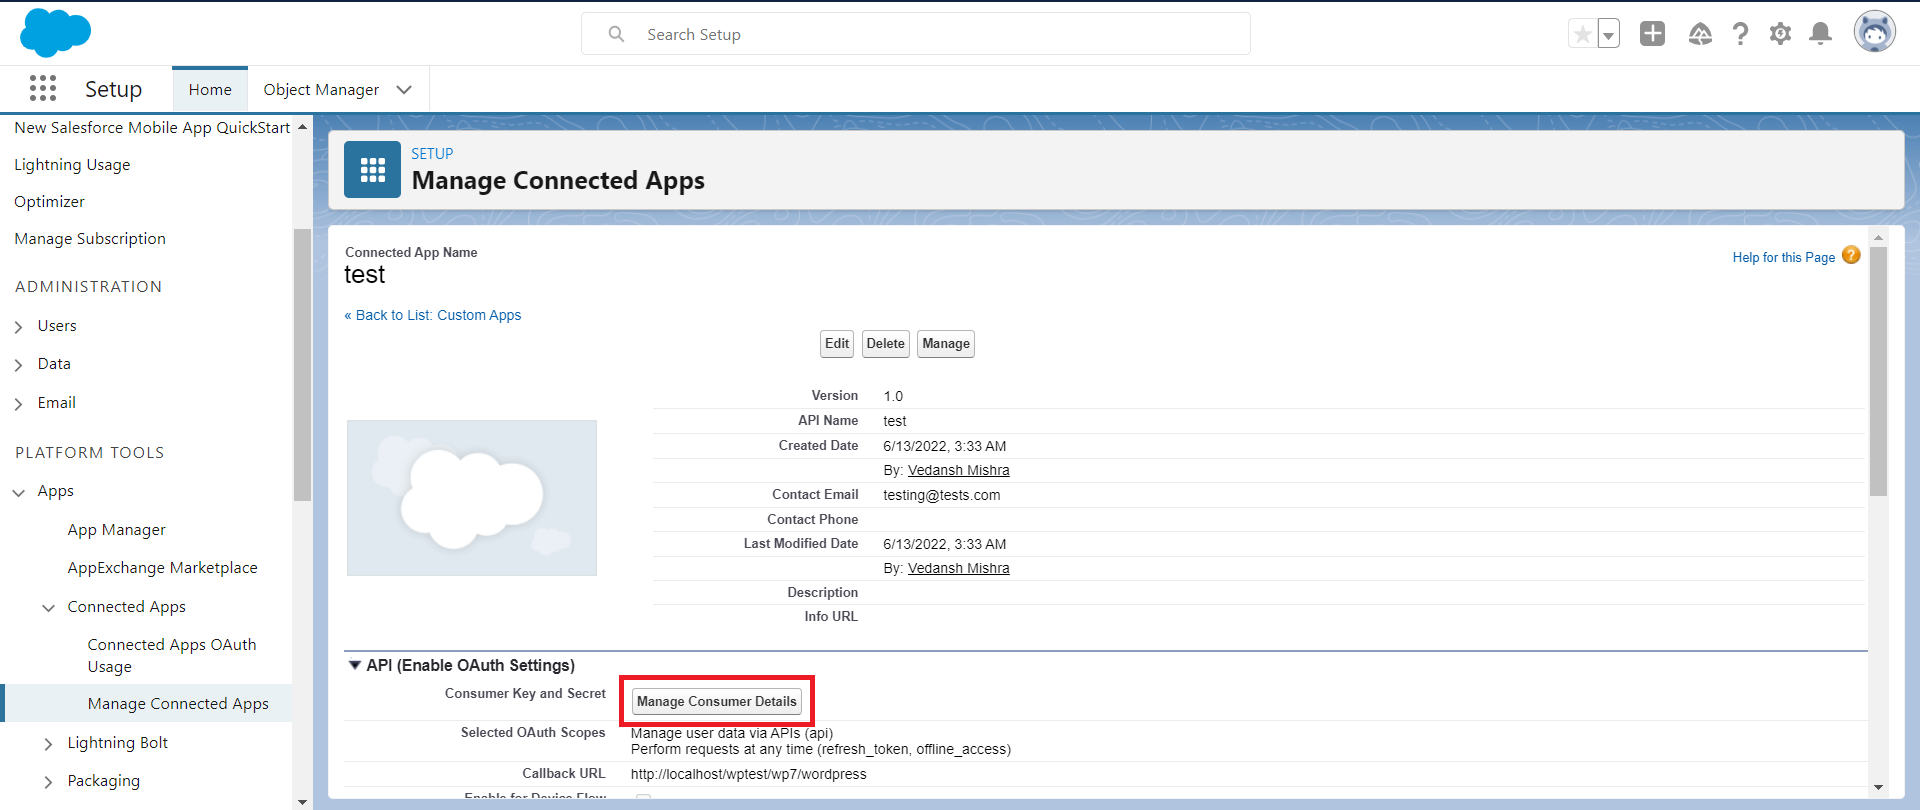 Search Setup
Setup
Home
Object Manager
New Salesforce Mobile App QuickStart
Lightning Usage
Optimizer
Manage Subscription
ADMINISTRATION
Users
Data
Email
PLATFORM TOOLS
Apps
App Manager
AppExchange Marketplace
Connected Apps
Connected Apps OAuth
Usage
Manage Connected Apps
Lightning Bolt
Packaging
SETUP
Manage Connected Apps
Connected App Name
test
Help for this Page ?
« Back to List: Custom Apps
Edit Delete Manage
Version 1.0
API Name test
Created Date 6/13/2022, 3:33 AM
By: Vedansh Mishra
Contact Email testing@tests.com
Contact Phone
Last Modified Date 6/13/2022, 3:33 AM
By: Vedansh Mishra
Description
Info URL
API (Enable OAuth Settings)
Consumer Key and Secret Manage Consumer Details
Selected OAuth Scopes Manage user data via APIs (api)
Perform requests at any time (refresh_token, offline_access)
Callback URL http://localhost/wptest/wp7/wordpress
Enable for Device Flow